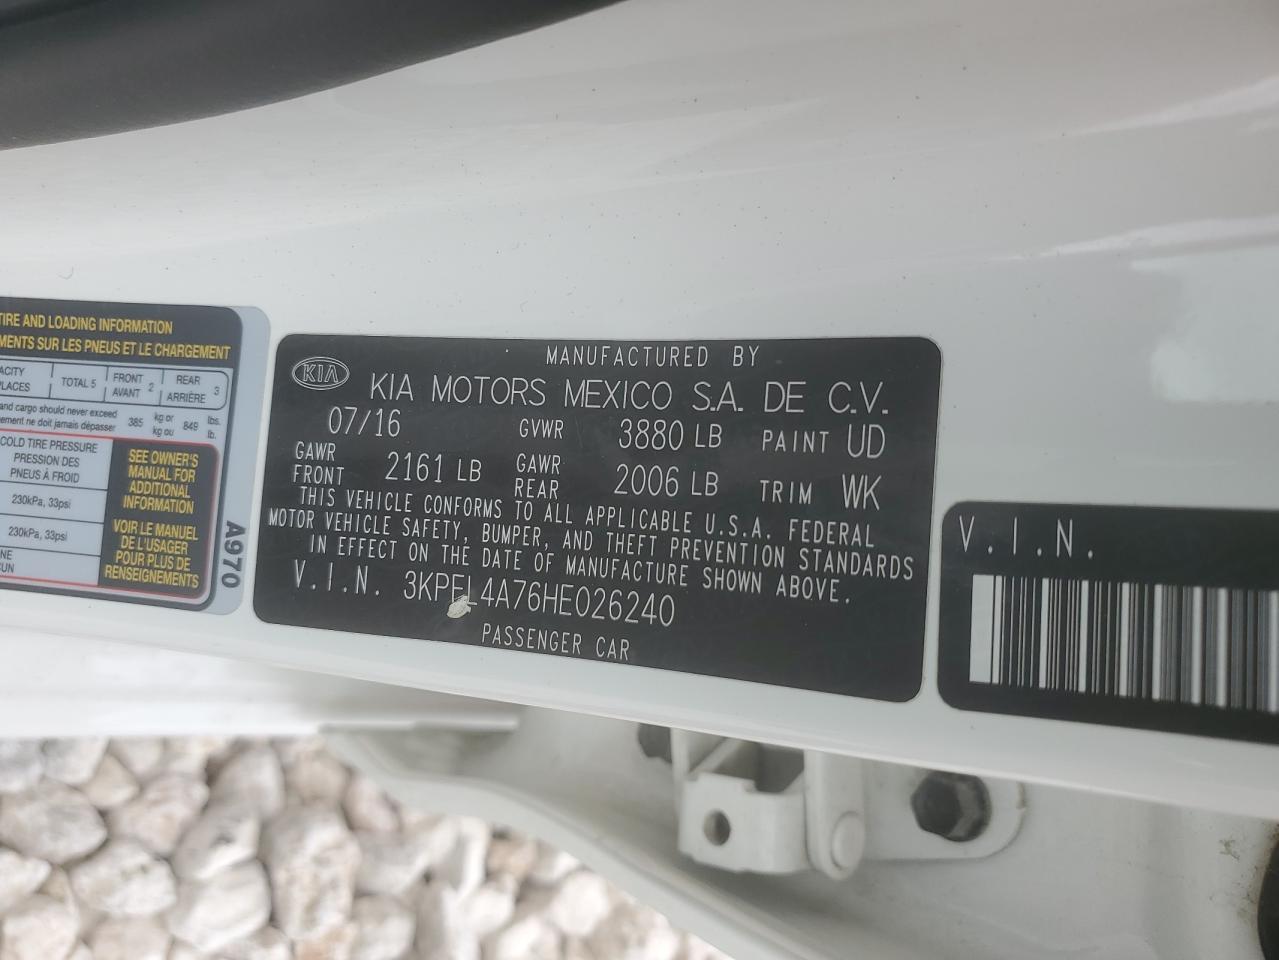 TIRE AND LOADING INFORMATION
MENTS SUR LES PNEUS ET LE CHARGEMENT
ACITY
PLACES
TOTAL 5
FRONT
AVANT 2
REAR
ARRIÈRE 3
and cargo should never exceed
ement ne doit jamais dépasser
385 kg or
kg ou
849 lbs.
lb.
COLD TIRE PRESSURE
PRESSION DES
PNEUS À FROID
230kPa, 33psi
230kPa, 33psi
SEE OWNER'S
MANUAL FOR
ADDITIONAL
INFORMATION
VOIR LE MANUEL
DE L'USAGER
POUR PLUS DE
RENSEIGNEMENTS
A970
KIA
MANUFACTURED BY
KIA MOTORS MEXICO S.A. DE C.V.
07/16 GVWR 3880 LB PAINT UD
GAWR
FRONT 2161 LB GAWR
REAR 2006 LB TRIM WK
THIS VEHICLE CONFORMS TO ALL APPLICABLE U.S.A. FEDERAL
MOTOR VEHICLE SAFETY, BUMPER, AND THEFT PREVENTION STANDARDS
IN EFFECT ON THE DATE OF MANUFACTURE SHOWN ABOVE.
V.I.N. 3KPFL4A76HE026240
PASSENGER CAR
V.I.N.